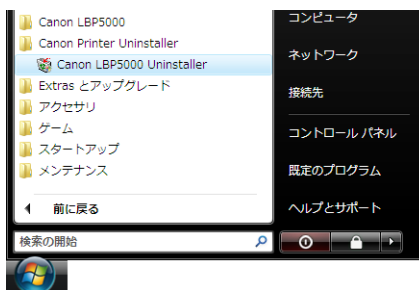 Canon LBP5000
Canon Printer Uninstaller
Canon LBP5000 Uninstaller
Extras とアップグレード
アクセサリ
ゲーム
スタートアップ
メンテナンス
前に戻る
検索の開始
コンピュータ
ネットワーク
接続先
コントロール パネル
既定のプログラム
ヘルプとサポート